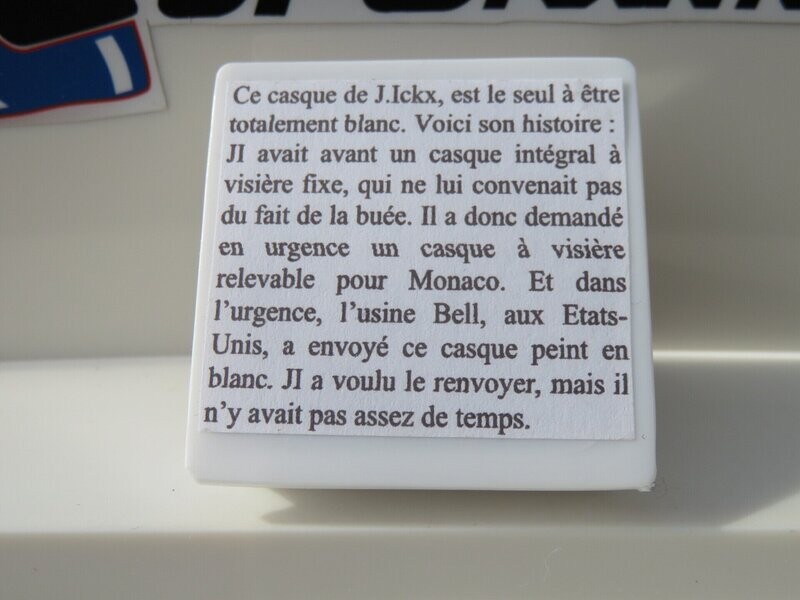 Ce casque de J.Ickx, est le seul à être
totalement blanc. Voici son histoire :
JI avait avant un casque intégral à
visière fixe, qui ne lui convenait pas
du fait de la buée. Il a donc demandé
en urgence un casque à visière
relevable pour Monaco. Et dans
l'urgence, l'usine Bell, aux Etats-
Unis, a envoyé ce casque peint en
blanc. JI a voulu le renvoyer, mais il
n'y avait pas assez de temps.